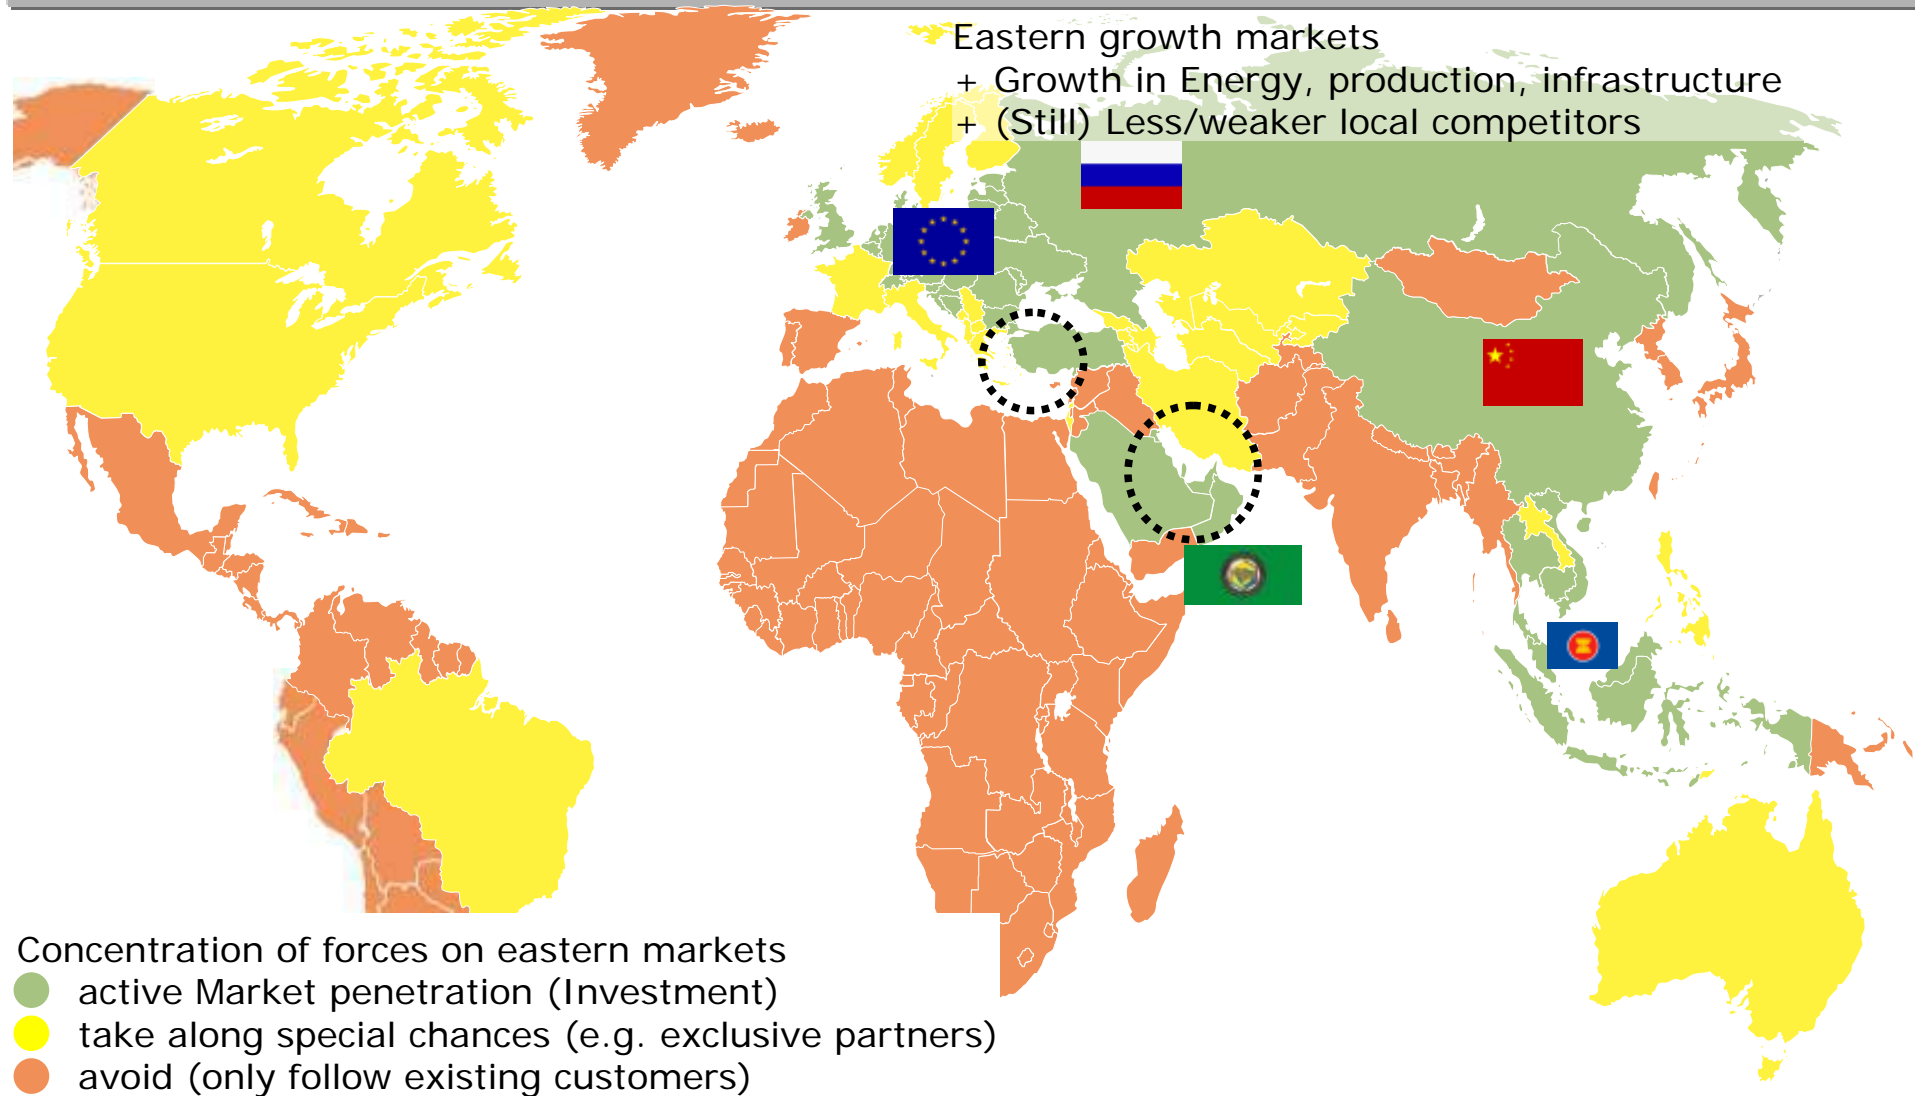 Eastern growth markets
+ Growth in Energy, production, infrastructure
+ (Still) Less/weaker local competitors
Concentration of forces on eastern markets
active Market penetration (Investment)
take along special chances (e.g. exclusive partners)
avoid (only follow existing customers)